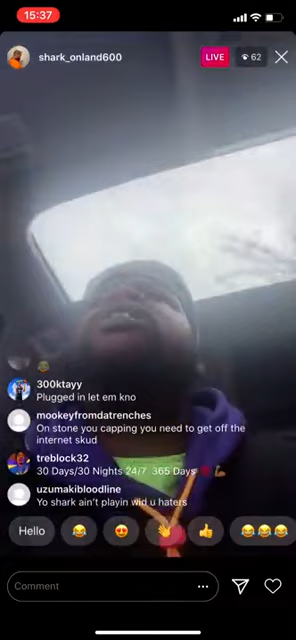 15:37
shark_onland600
LIVE
62
300ktayy
Plugged in let em kno
mookeyfromdatrenches
On stone you capping you need to get off the
internet skud
treblock32
30 Days/30 Nights 24/7 365 Days
uzumakibloodline
Yo shark ain't playin wid u haters
Hello
Comment